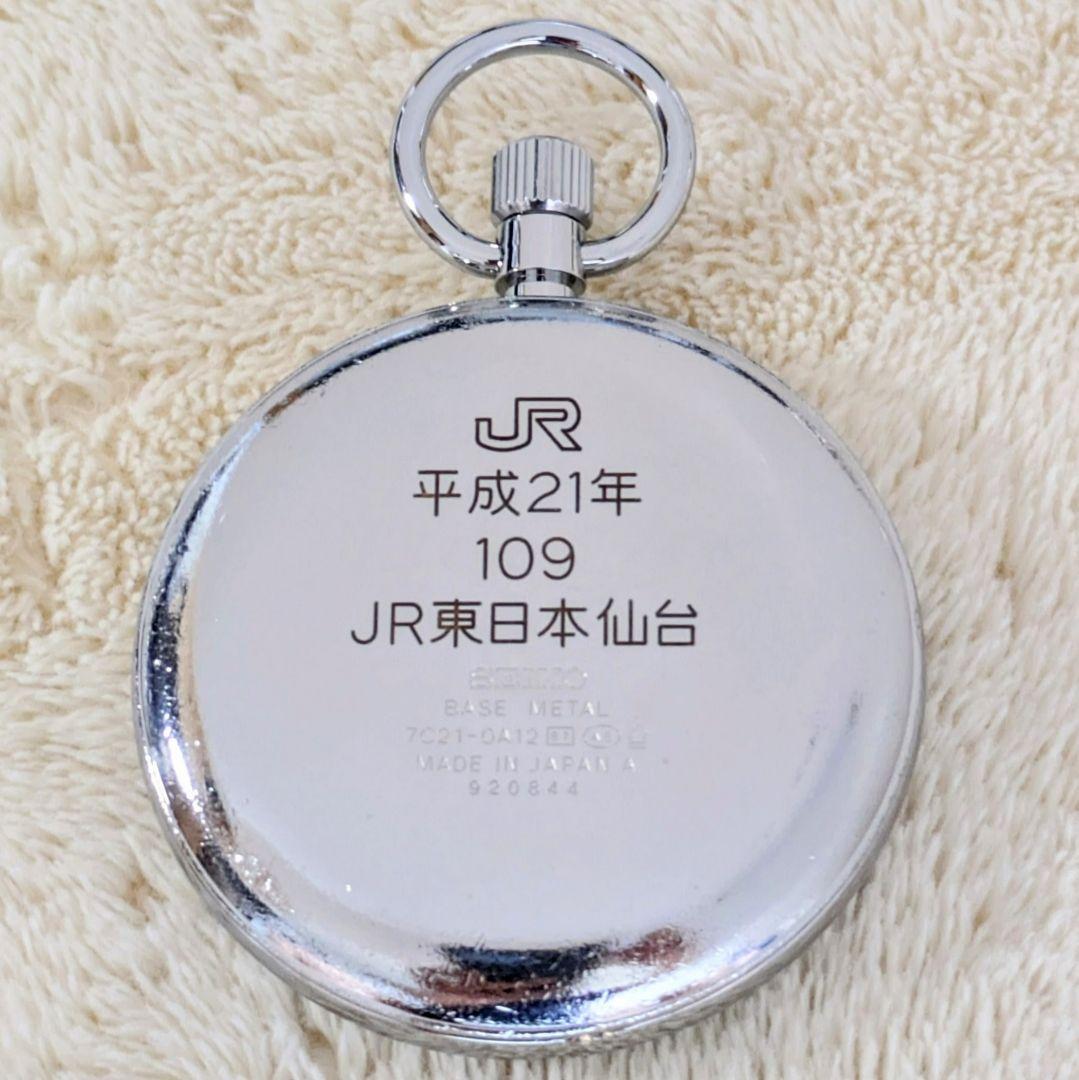 JR
平成21年
109
JR東日本仙台
SEIKO
BASE METAL
7C21-0A12
MADE IN JAPAN A
920844